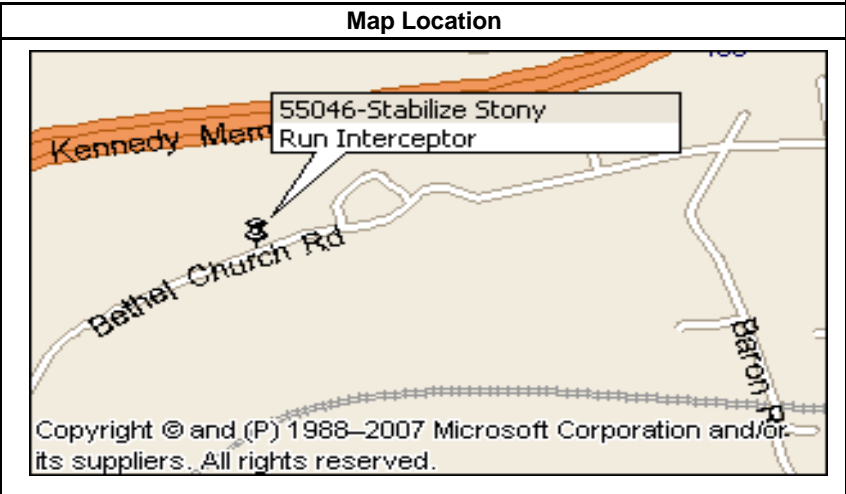 Map Location
55046-Stabilize Stony
Run Interceptor
Kennedy Mem
Bethel Church Rd
Baron R
Copyright © and (P) 1988–2007 Microsoft Corporation and/or
its suppliers. All rights reserved.